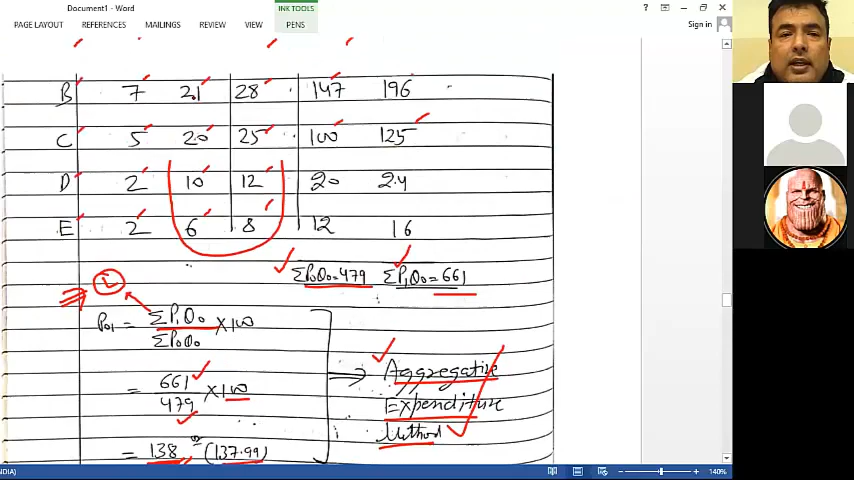 Document1 - Word
INK TOOLS
PAGE LAYOUT REFERENCES MAILINGS REVIEW VIEW PENS
Sign in
B 7 21 28 147 196
C 5 20 25 100 125
D 2 10 12 20 24
E 2 6 8 12 16
ΣP0Q0=479 ΣP1Q0=661
L
P01 = ΣP1Q0 ×100
ΣP0Q0
= 661 ×100
479
⇒ Aggregative
Expenditure
Method
= 138 (137.99)
NDIA)
140%